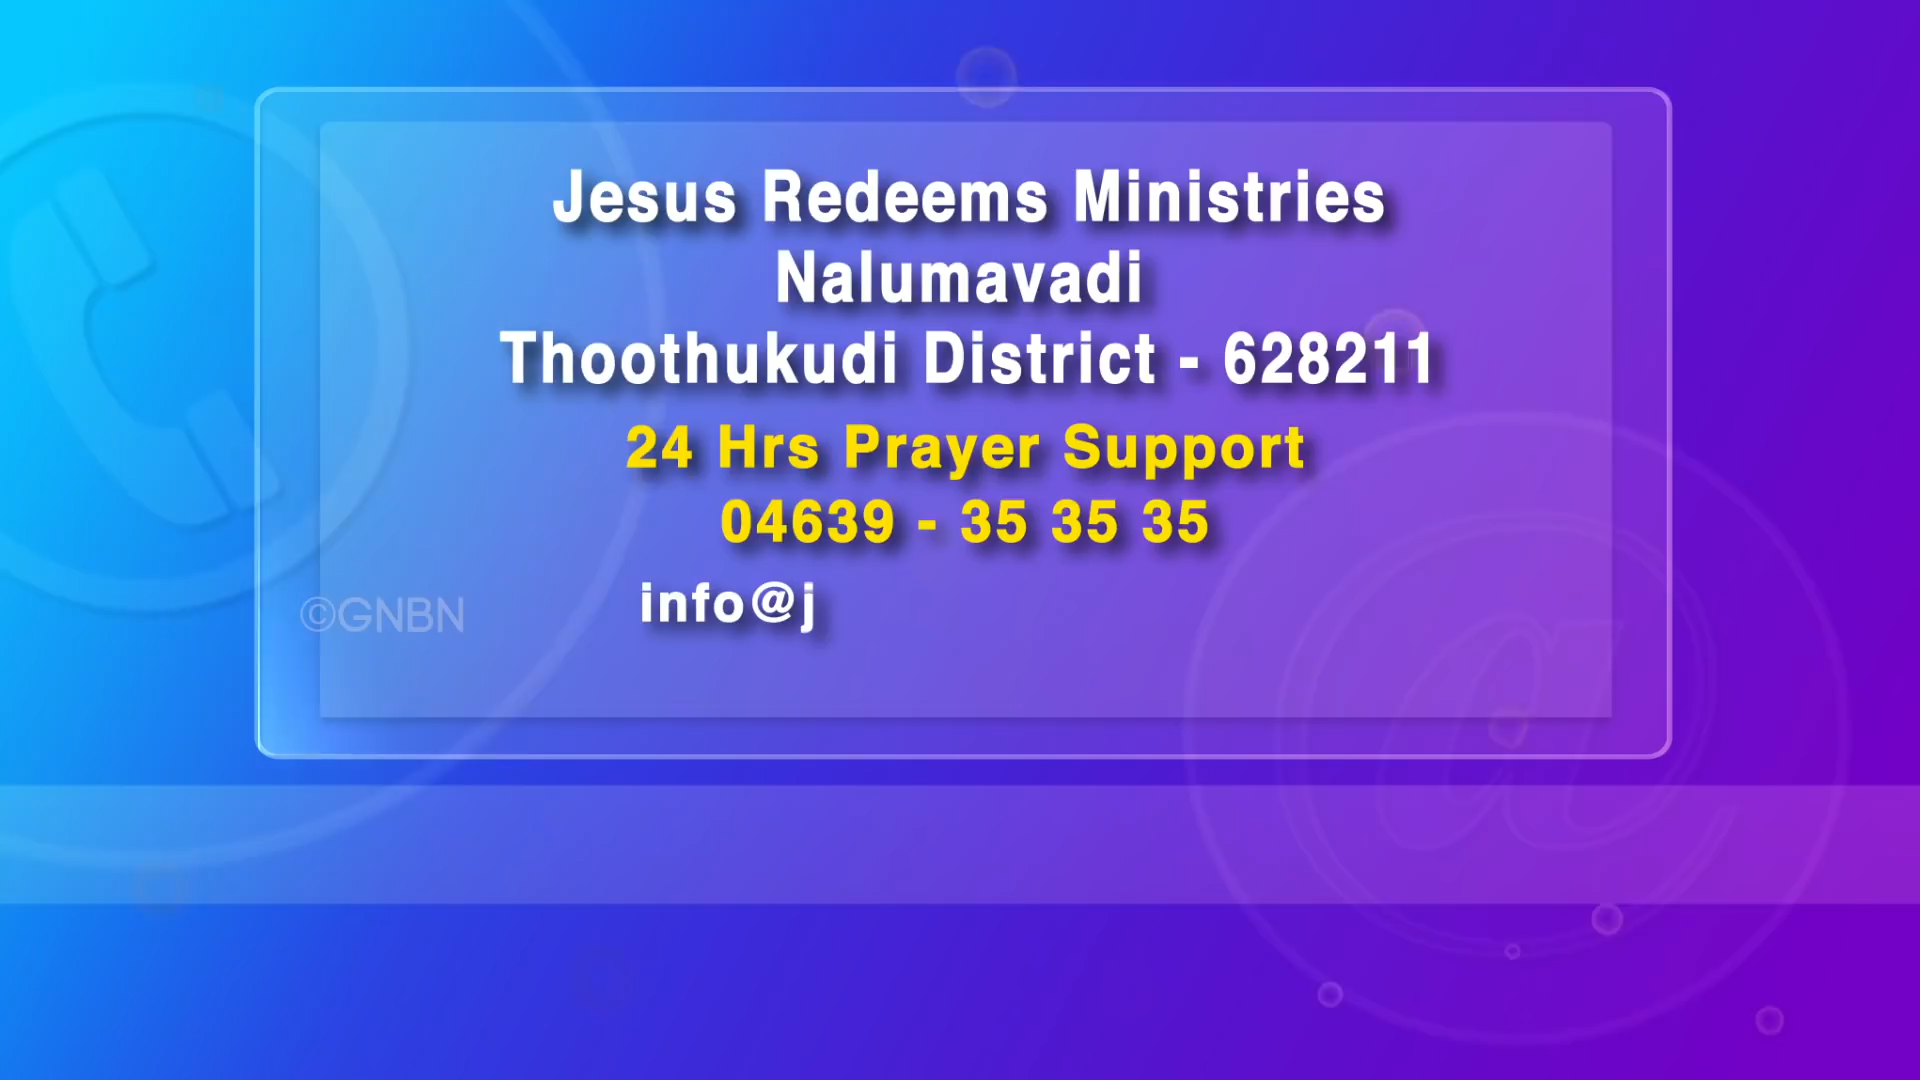 Jesus Redeems Ministries
Nalumavadi
Thoothukudi District - 628211
24 Hrs Prayer Support
04639 - 35 35 35
info@j
©GNBN